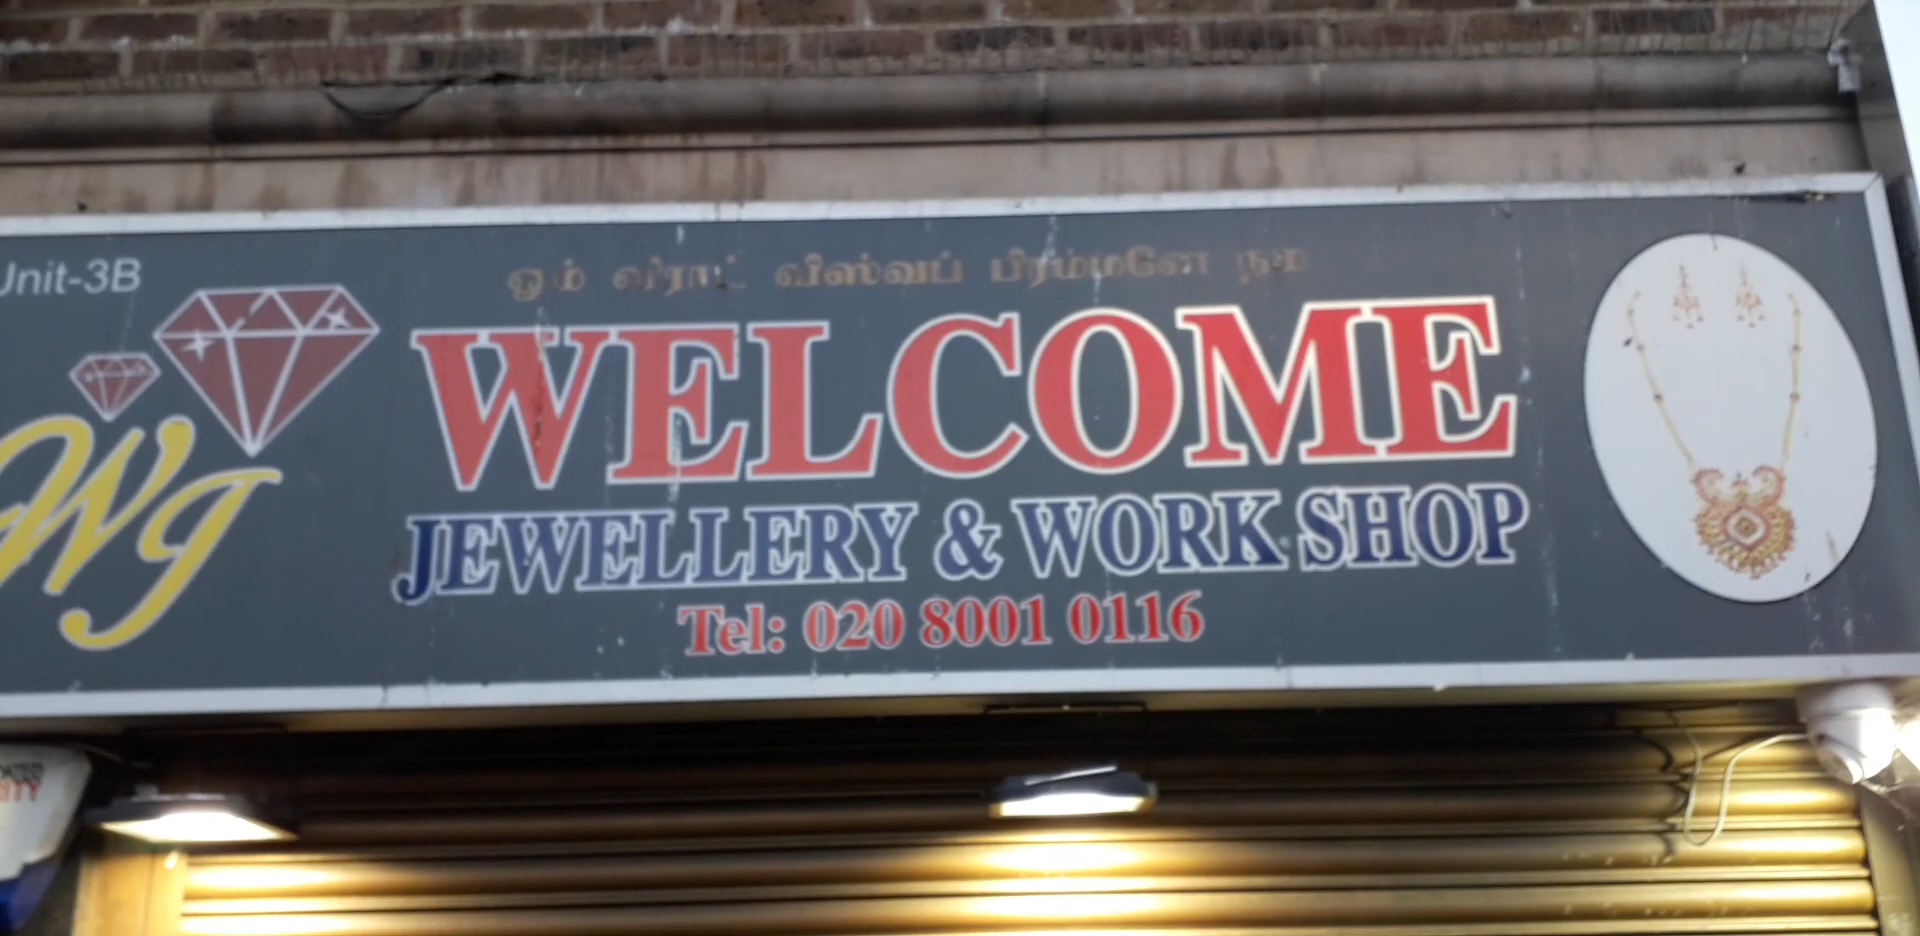 Unit-3B
ஓம் விராட் விஸ்வப் பிரம்மனே நம
WJ
WELCOME
JEWELLERY & WORK SHOP
Tel: 020 8001 0116